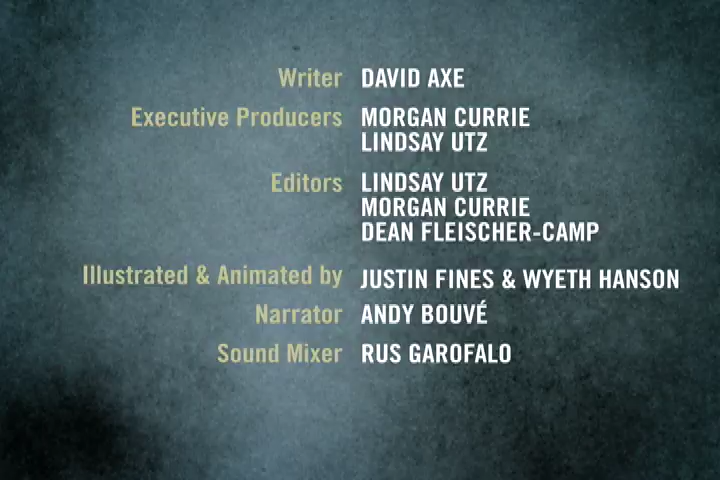 Writer DAVID AXE
Executive Producers MORGAN CURRIE
LINDSAY UTZ
Editors LINDSAY UTZ
MORGAN CURRIE
DEAN FLEISCHER-CAMP
Illustrated & Animated by JUSTIN FINES & WYETH HANSON
Narrator ANDY BOUVÉ
Sound Mixer RUS GAROFALO